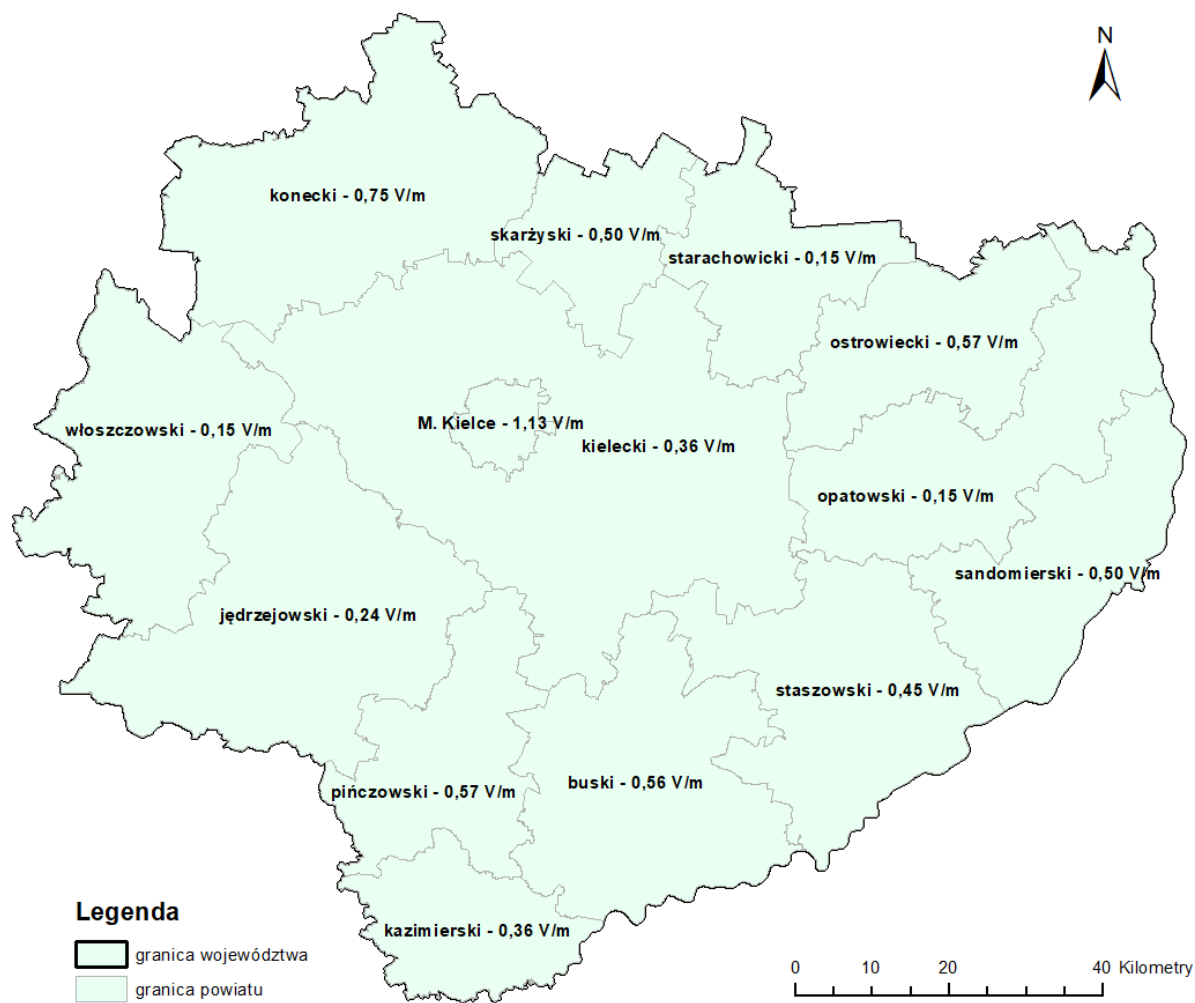 N
konecki - 0,75 V/m
skarżyski - 0,50 V/m
starachowicki - 0,15 V/m
ostrowiecki - 0,57 V/m
M. Kielce - 1,13 V/m
włoszczowski - 0,15 V/m
kielecki - 0,36 V/m
opatowski - 0,15 V/m
sandomierski - 0,50 V/m
jędrzejowski - 0,24 V/m
staszowski - 0,45 V/m
buski - 0,56 V/m
pińczowski - 0,57 V/m
kazimierski - 0,36 V/m
Legenda
granica województwa
granica powiatu
0 10 20 40 Kilometry